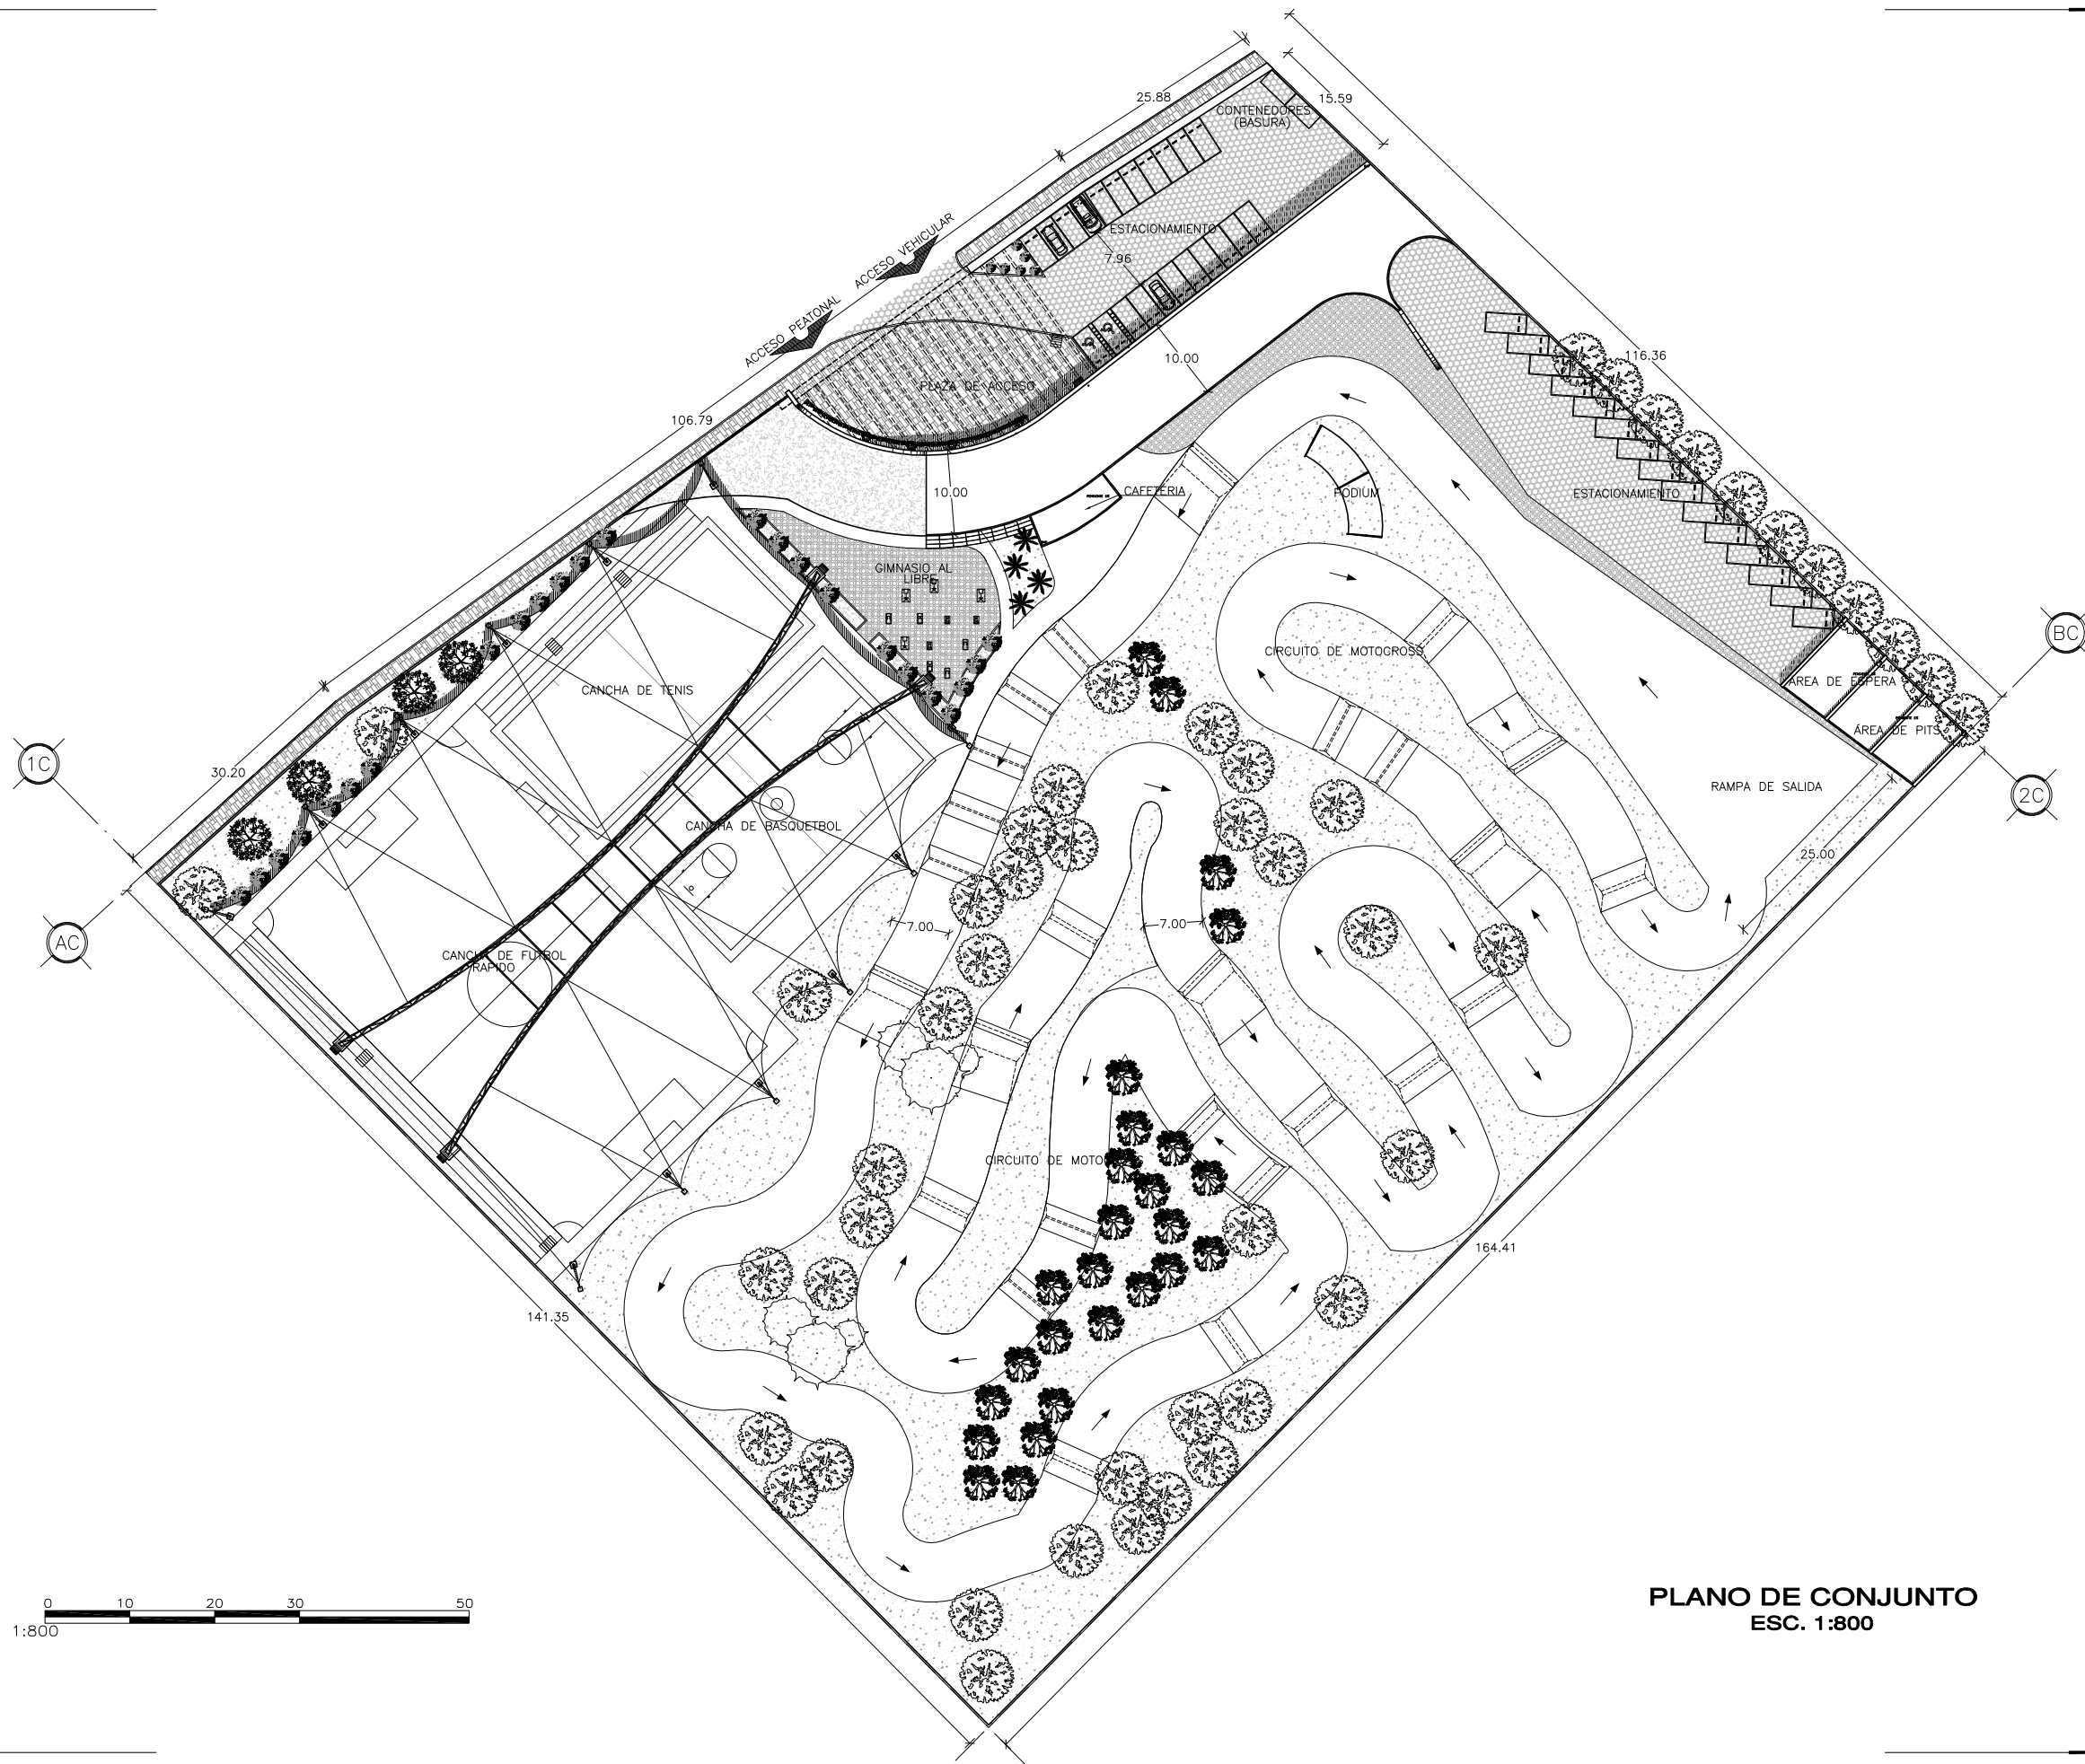 25.88
15.59
CONTENEDORES
(BASURA)
ACCESO VEHICULAR
ESTACIONAMIENTO
7.96
ACCESO PEATONAL
10.00
116.36
PLAZA DE ACCESO
106.79
10.00
CAFETERIA
PODIUM
ESTACIONAMIENTO
GIMNASIO AL
LIBRE
BC
CIRCUITO DE MOTOCROSS
ÁREA DE ESPERA
CANCHA DE TENIS
ÁREA DE PITS
1C
30.20
RAMPA DE SALIDA
2C
CANCHA DE BASQUETBOL
25.00
7.00
7.00
AC
CANCHA DE FUTBOL
RAPIDO
CIRCUITO DE MOTO
164.41
141.35
0 10 20 30 50
1:800
PLANO DE CONJUNTO
ESC. 1:800